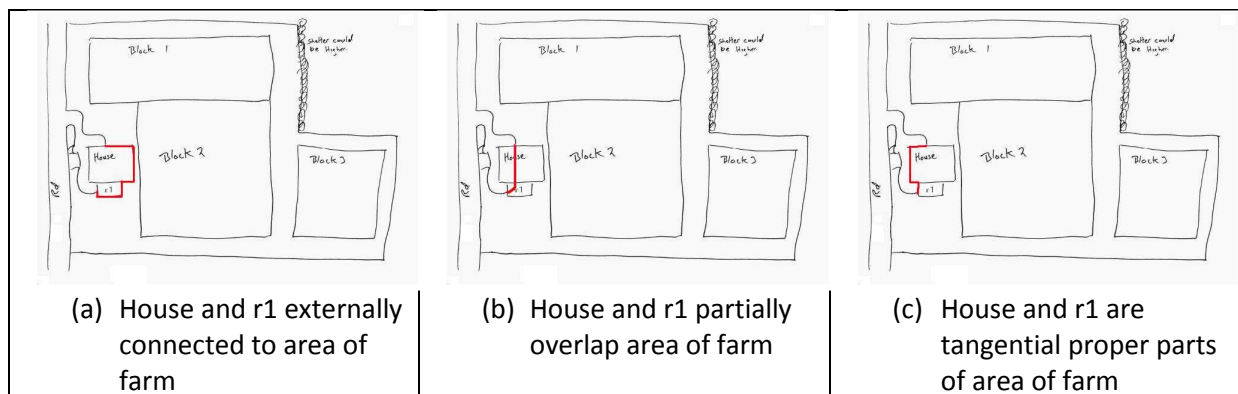 Block 1
shelter could
be Higher
House
Block 2
Block 3
r1
Rd
Block 1
shelter could
be Higher
House
Block 2
Block 3
r1
Rd
Block 1
shelter could
be Higher
House
Block 2
Block 3
r1
Rd
(a) House and r1 externally
connected to area of
farm
(b) House and r1 partially
overlap area of farm
(c) House and r1 are
tangential proper parts
of area of farm